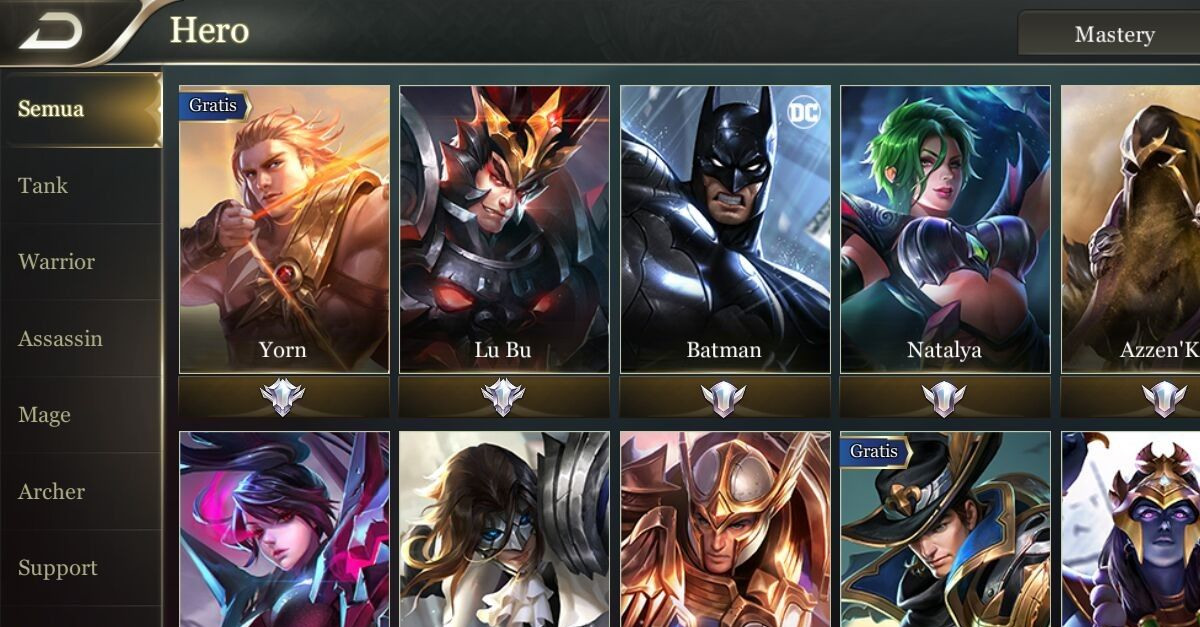 Hero
Mastery
Semua
Tank
Warrior
Assassin
Mage
Archer
Support
Gratis
DC
Yorn
Lu Bu
Batman
Natalya
Azzen'K
Gratis